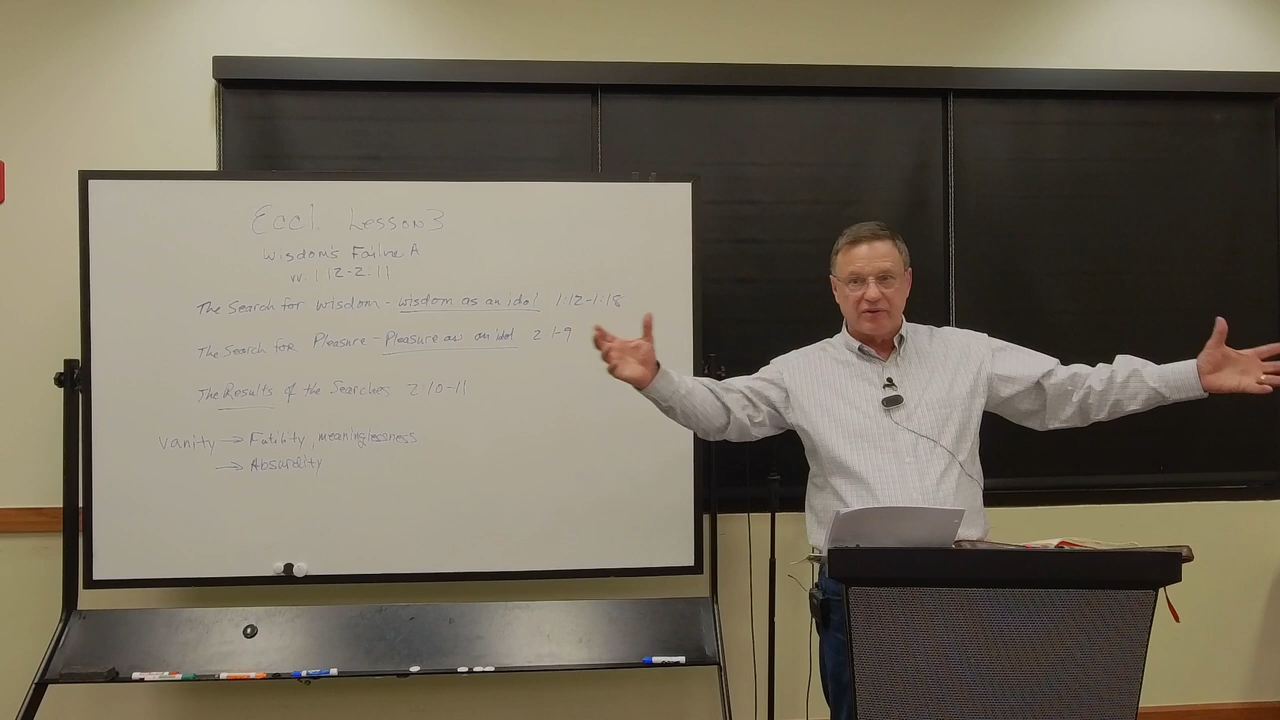 Eccl. Lesson 3
Wisdom's Failure A
vv. 1:12-2:11
The Search for wisdom - wisdom as an idol 1:12-1:18
The Search for Pleasure - Pleasure as an idol 2:1-9
The Results of the Searches 2:10-11
Vanity → Futility, meaninglessness
→ Absurdity